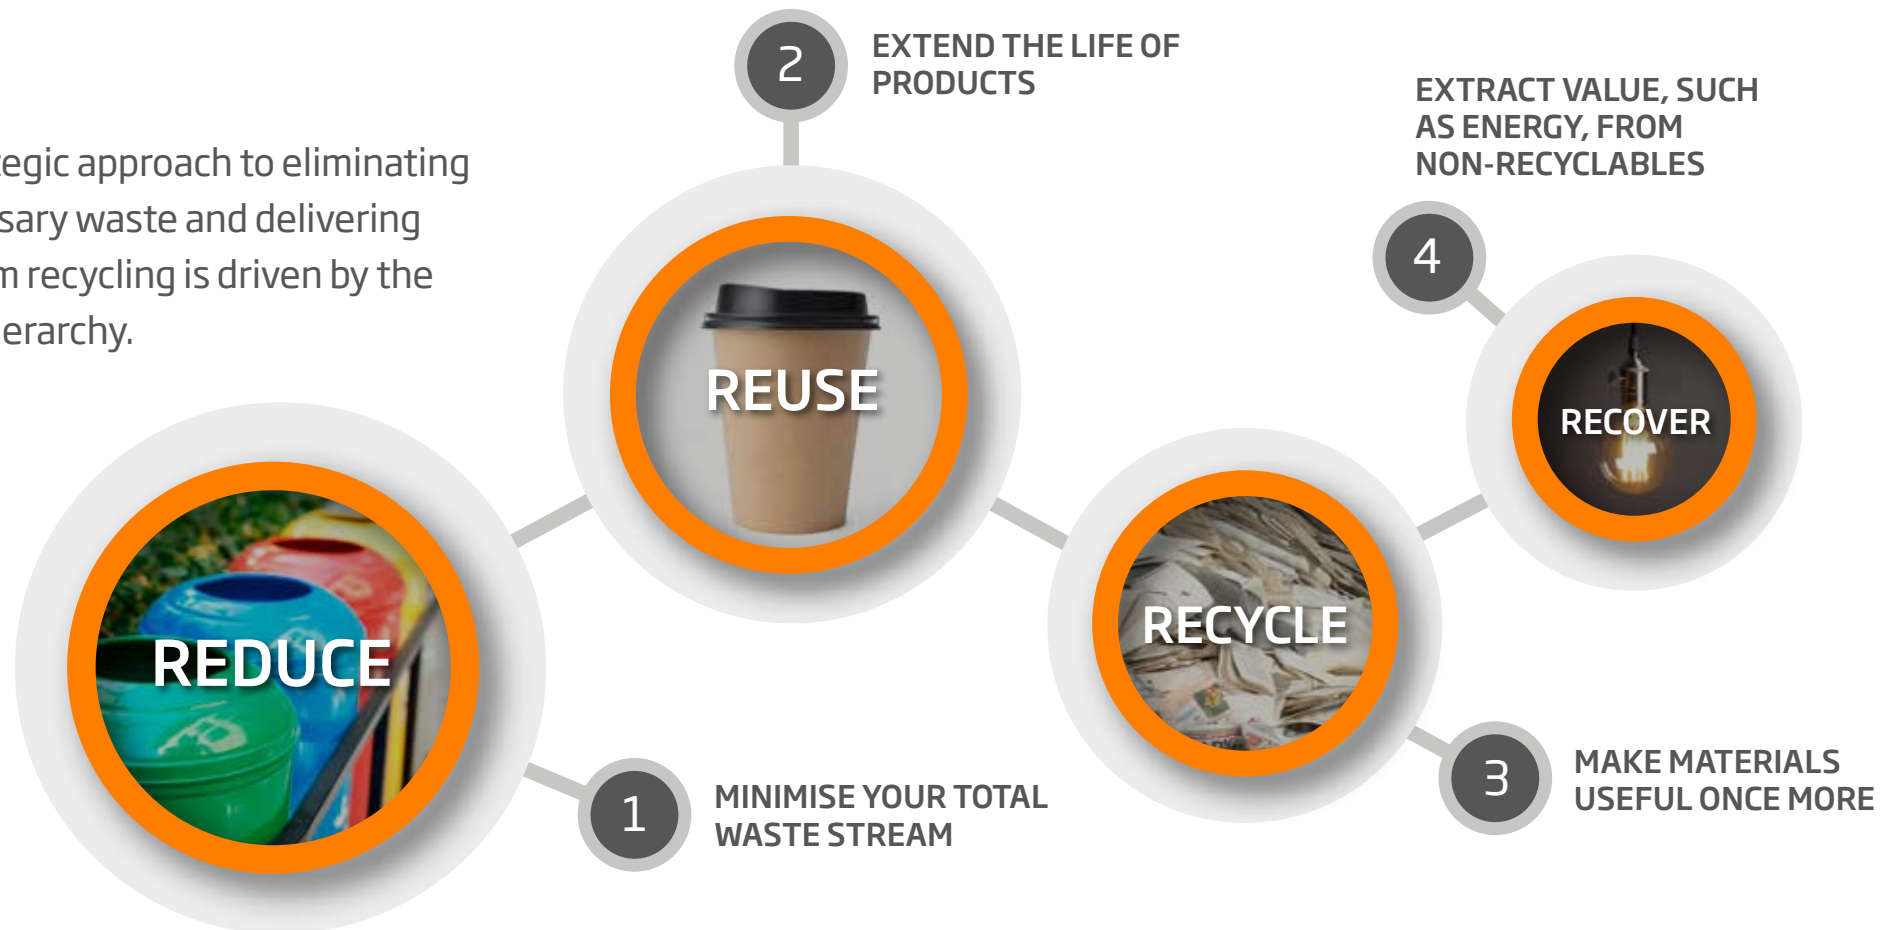 tegic approach to eliminating
sary waste and delivering
m recycling is driven by the
erarchy.
REDUCE
1
MINIMISE YOUR TOTAL
WASTE STREAM
REUSE
2
EXTEND THE LIFE OF
PRODUCTS
RECYCLE
3
MAKE MATERIALS
USEFUL ONCE MORE
RECOVER
4
EXTRACT VALUE, SUCH
AS ENERGY, FROM
NON-RECYCLABLES